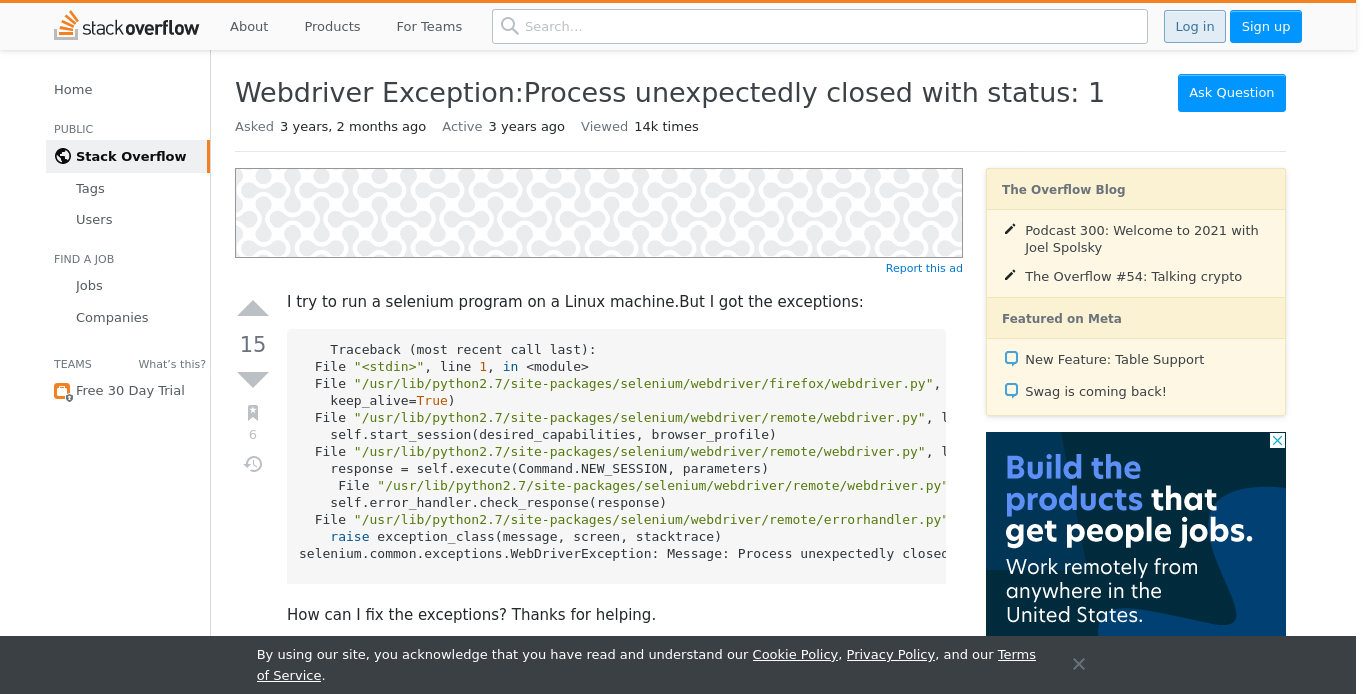 stackoverflow
About
Products
For Teams
Search…
Log in
Sign up
Home
PUBLIC
Stack Overflow
Tags
Users
FIND A JOB
Jobs
Companies
TEAMS
What's this?
Free 30 Day Trial
Webdriver Exception:Process unexpectedly closed with status: 1
Ask Question
Asked 3 years, 2 months ago Active 3 years ago Viewed 14k times
Report this ad
15
6
I try to run a selenium program on a Linux machine.But I got the exceptions:
Traceback (most recent call last):
File "<stdin>", line 1, in <module>
File "/usr/lib/python2.7/site-packages/selenium/webdriver/firefox/webdriver.py",
keep_alive=True)
File "/usr/lib/python2.7/site-packages/selenium/webdriver/remote/webdriver.py", l
self.start_session(desired_capabilities, browser_profile)
File "/usr/lib/python2.7/site-packages/selenium/webdriver/remote/webdriver.py", l
response = self.execute(Command.NEW_SESSION, parameters)
File "/usr/lib/python2.7/site-packages/selenium/webdriver/remote/webdriver.py"
self.error_handler.check_response(response)
File "/usr/lib/python2.7/site-packages/selenium/webdriver/remote/errorhandler.py"
raise exception_class(message, screen, stacktrace)
selenium.common.exceptions.WebDriverException: Message: Process unexpectedly closed
How can I fix the exceptions? Thanks for helping.
The Overflow Blog
Podcast 300: Welcome to 2021 with
Joel Spolsky
The Overflow #54: Talking crypto
Featured on Meta
New Feature: Table Support
Swag is coming back!
Build the
products that
get people jobs.
Work remotely from
anywhere in the
United States.
By using our site, you acknowledge that you have read and understand our Cookie Policy, Privacy Policy, and our Terms
of Service.